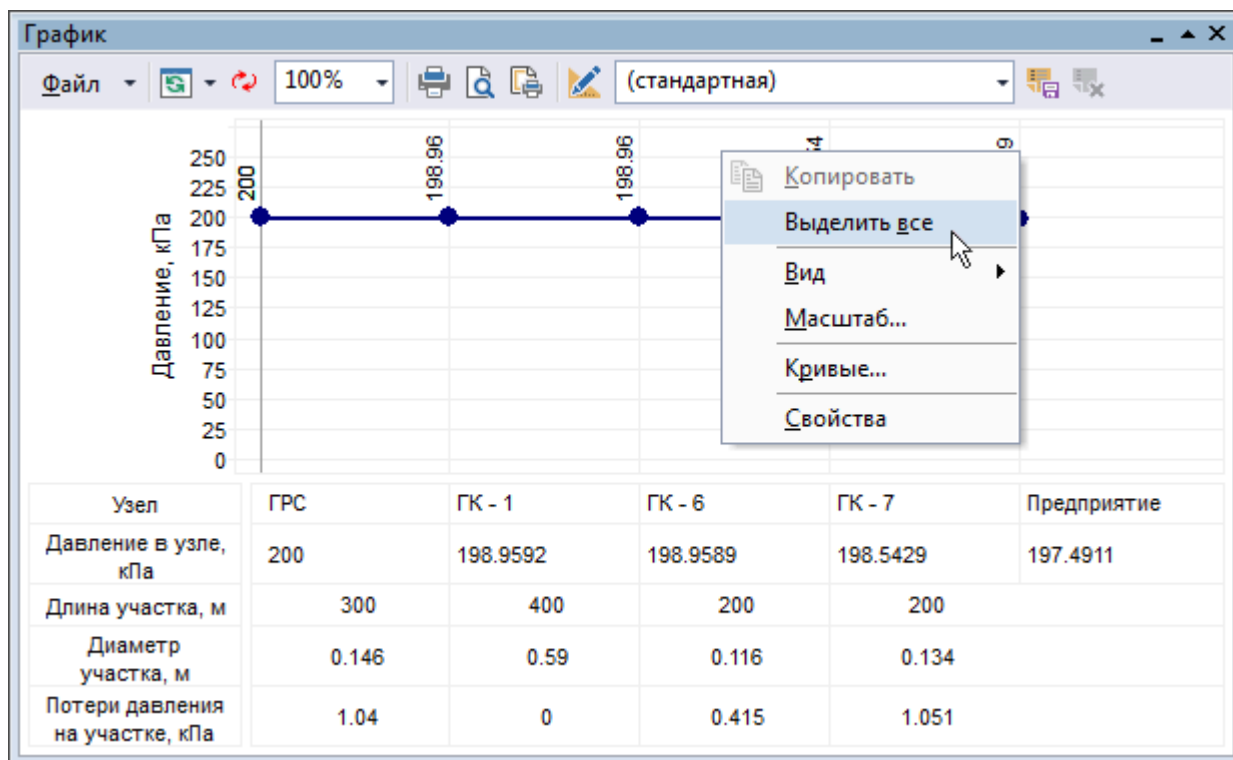 График
Файл 100% (стандартная)
Давление, кПа
250
225
200
175
150
125
100
75
50
25
0
200
198.96
198.96
Копировать
Выделить все
Вид
Масштаб...
Кривые...
Свойства
Узел ГРС ГК - 1 ГК - 6 ГК - 7 Предприятие
Давление в узле,
кПа 200 198.9592 198.9589 198.5429 197.4911
Длина участка, м 300 400 200 200
Диаметр
участка, м 0.146 0.59 0.116 0.134
Потери давления
на участке, кПа 1.04 0 0.415 1.051